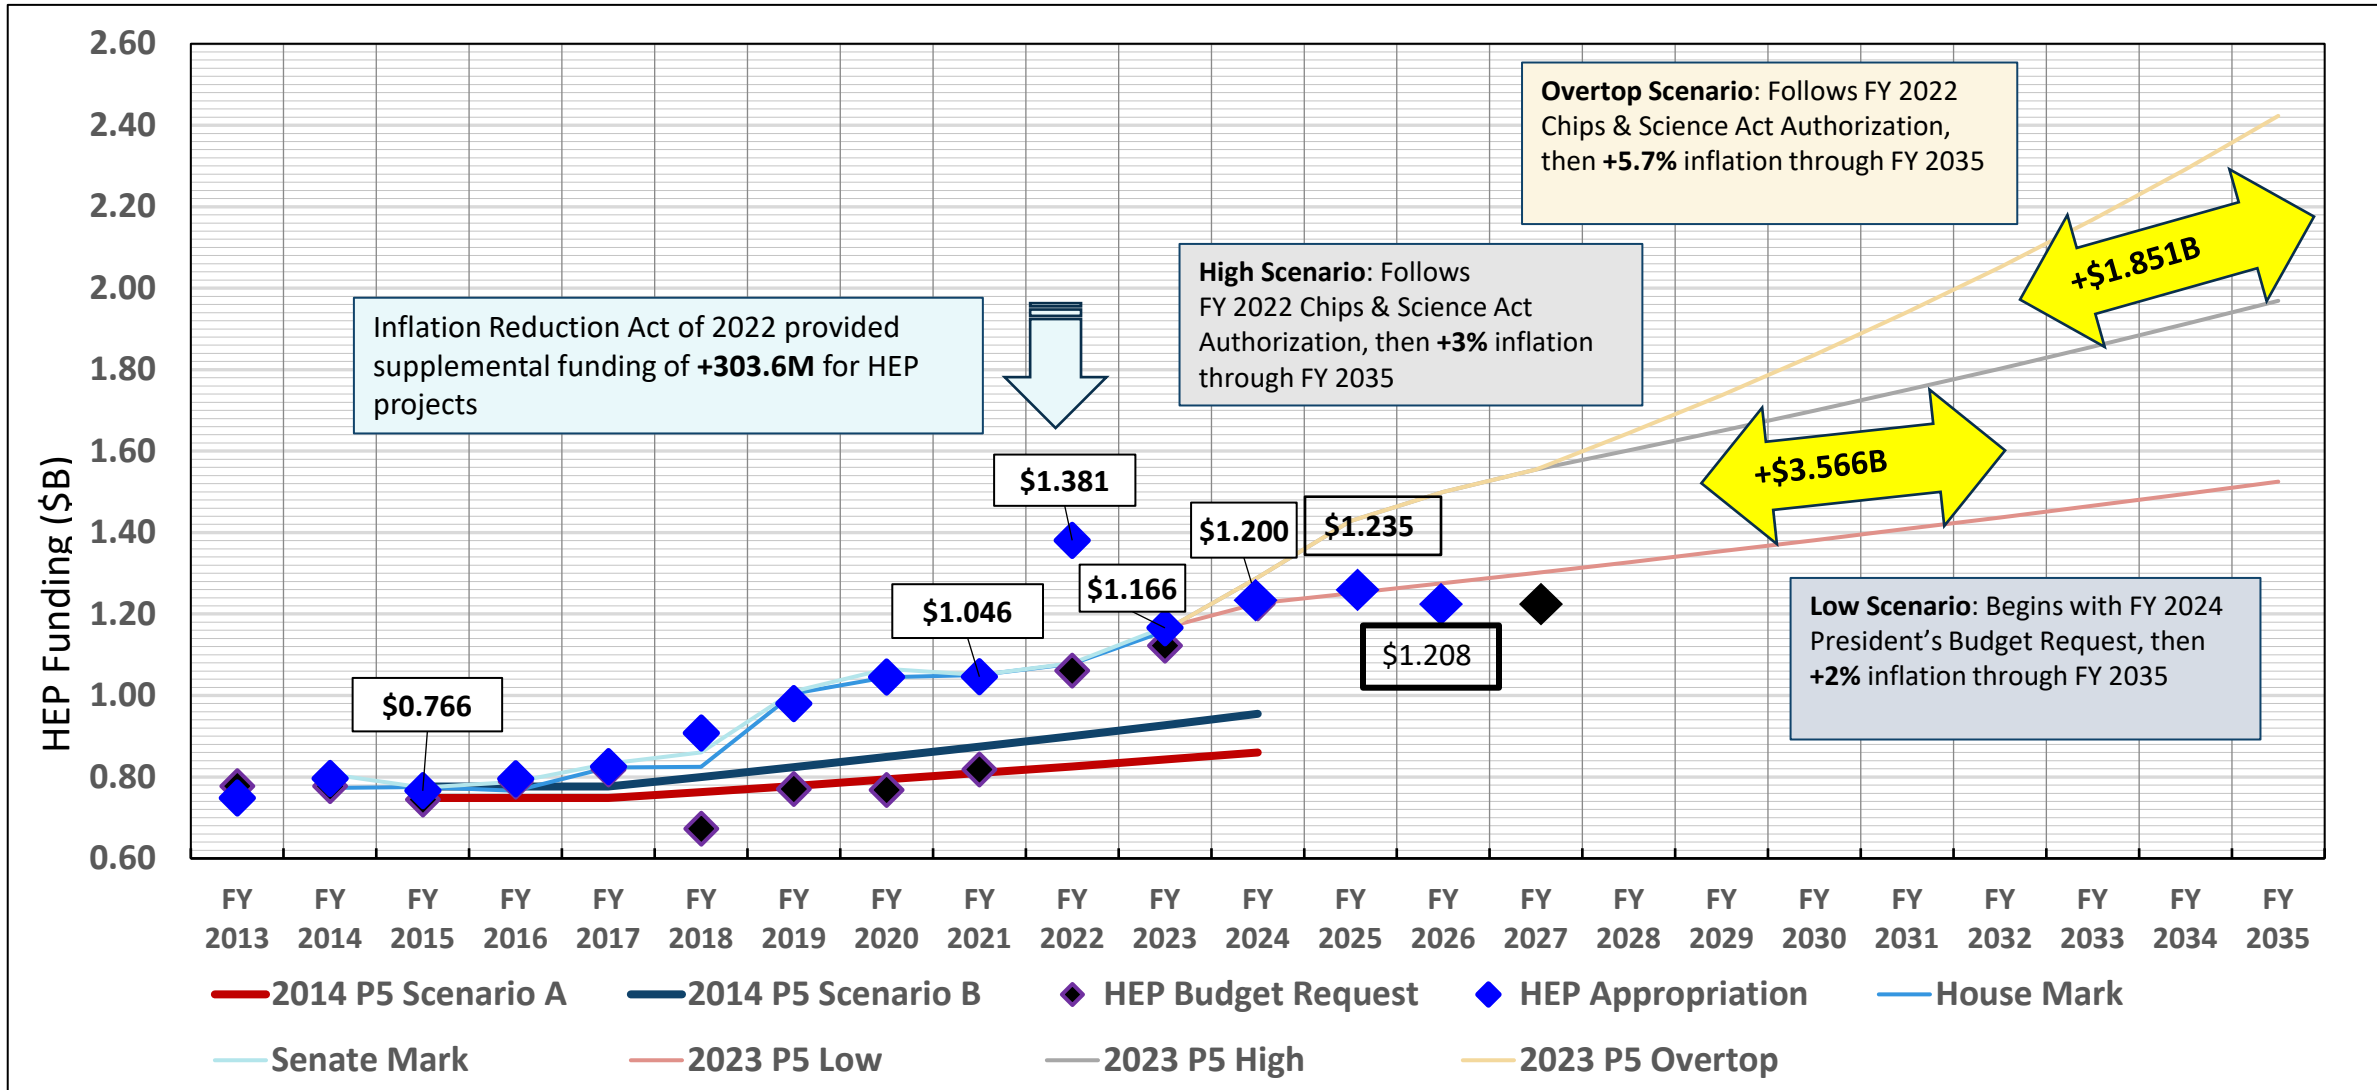 2.60
2.40
2.20
2.00
1.80
1.60
1.40
1.20
1.00
0.80
0.60
HEP Funding ($B)
Overtop Scenario: Follows FY 2022
Chips & Science Act Authorization,
then +5.7% inflation through FY 2035
High Scenario: Follows
FY 2022 Chips & Science Act
Authorization, then +3% inflation
through FY 2035
Inflation Reduction Act of 2022 provided
supplemental funding of +303.6M for HEP
projects
+$1.851B
+$3.566B
$1.381
$1.200
$1.235
$1.166
$1.046
$1.208
$0.766
Low Scenario: Begins with FY 2024
President's Budget Request, then
+2% inflation through FY 2035
FY FY FY FY FY FY FY FY FY FY FY FY FY FY FY FY FY FY FY FY FY FY FY
2013 2014 2015 2016 2017 2018 2019 2020 2021 2022 2023 2024 2025 2026 2027 2028 2029 2030 2031 2032 2033 2034 2035
2014 P5 Scenario A 2014 P5 Scenario B HEP Budget Request HEP Appropriation House Mark
Senate Mark 2023 P5 Low 2023 P5 High 2023 P5 Overtop